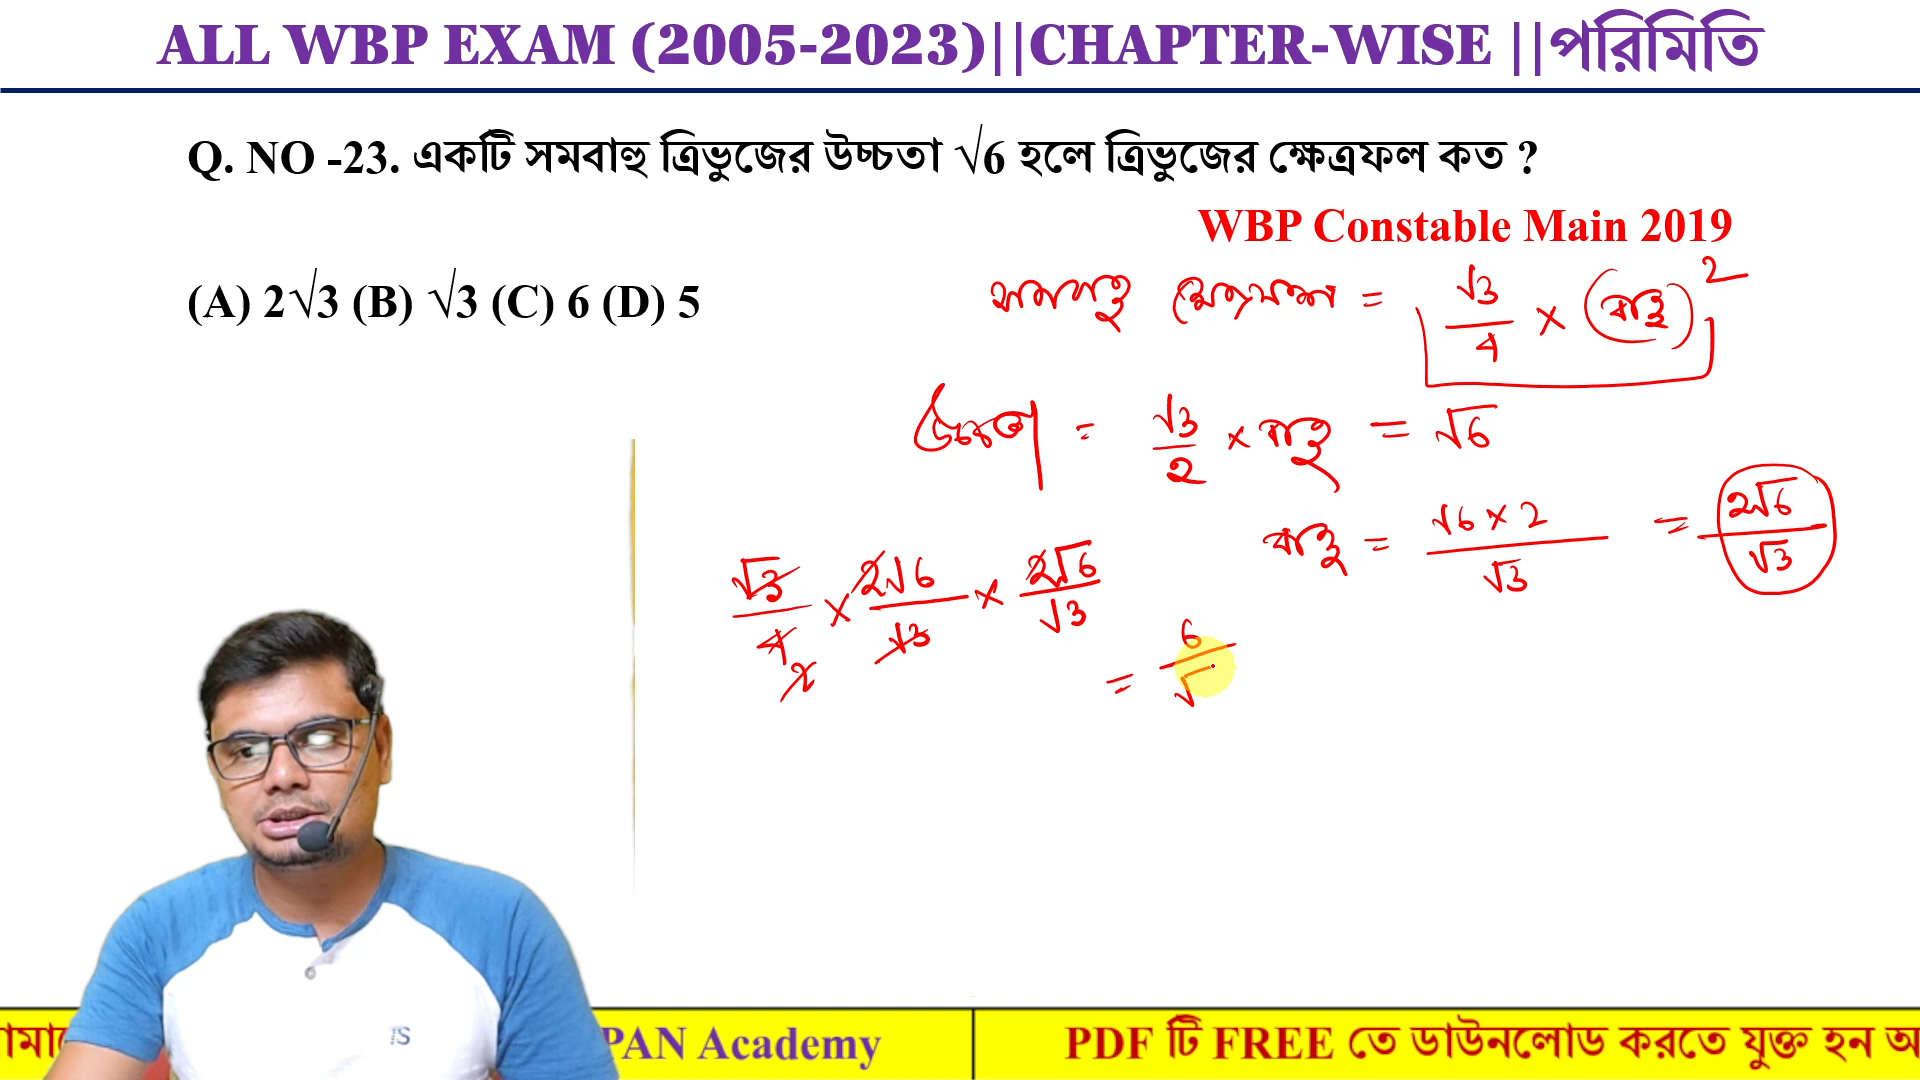 ALL WBP EXAM (2005-2023)||CHAPTER-WISE ||পরিমিতি
Q. NO -23. একটি সমবাহু ত্রিভুজের উচ্চতা √6 হলে ত্রিভুজের ক্ষেত্রফল কত ?
WBP Constable Main 2019
(A) 2√3 (B) √3 (C) 6 (D) 5
সমবাহু ক্ষেত্রফল = √3/4 × (বাহু)²
উচ্চতা = √3/2 × বাহু = √6
বাহু = √6 × 2/√3 = 2√6/√3
√3/4 × 2√6/√3 × 2√6/√3
2
= 6/√
IS
PAN Academy
PDF টি FREE তে ডাউনলোড করতে যুক্ত হন